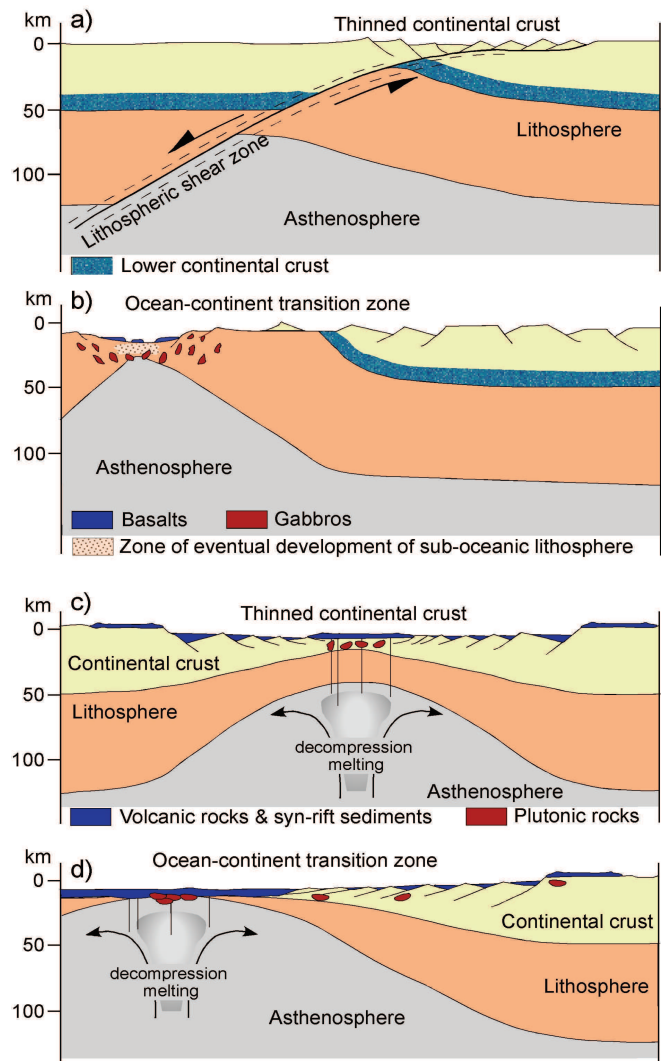 a)
Thinned continental crust
km
0
50
100
Lithosphere
Lithospheric shear zone
Asthenosphere
Lower continental crust
km
b)
Ocean-continent transition zone
0
50
100
Asthenosphere
Basalts
Gabbros
Zone of eventual development of sub-oceanic lithosphere
km
c)
Thinned continental crust
0
Continental crust
50
Lithosphere
decompression
melting
100
Asthenosphere
Volcanic rocks & syn-rift sediments
Plutonic rocks
km
d)
Ocean-continent transition zone
0
Continental crust
50
decompression
melting
Lithosphere
100
Asthenosphere